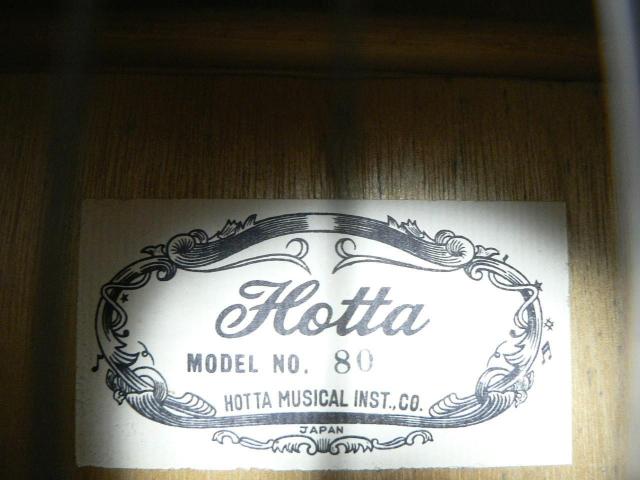 Hotta
MODEL NO. 80
HOTTA MUSICAL INST., CO.
JAPAN